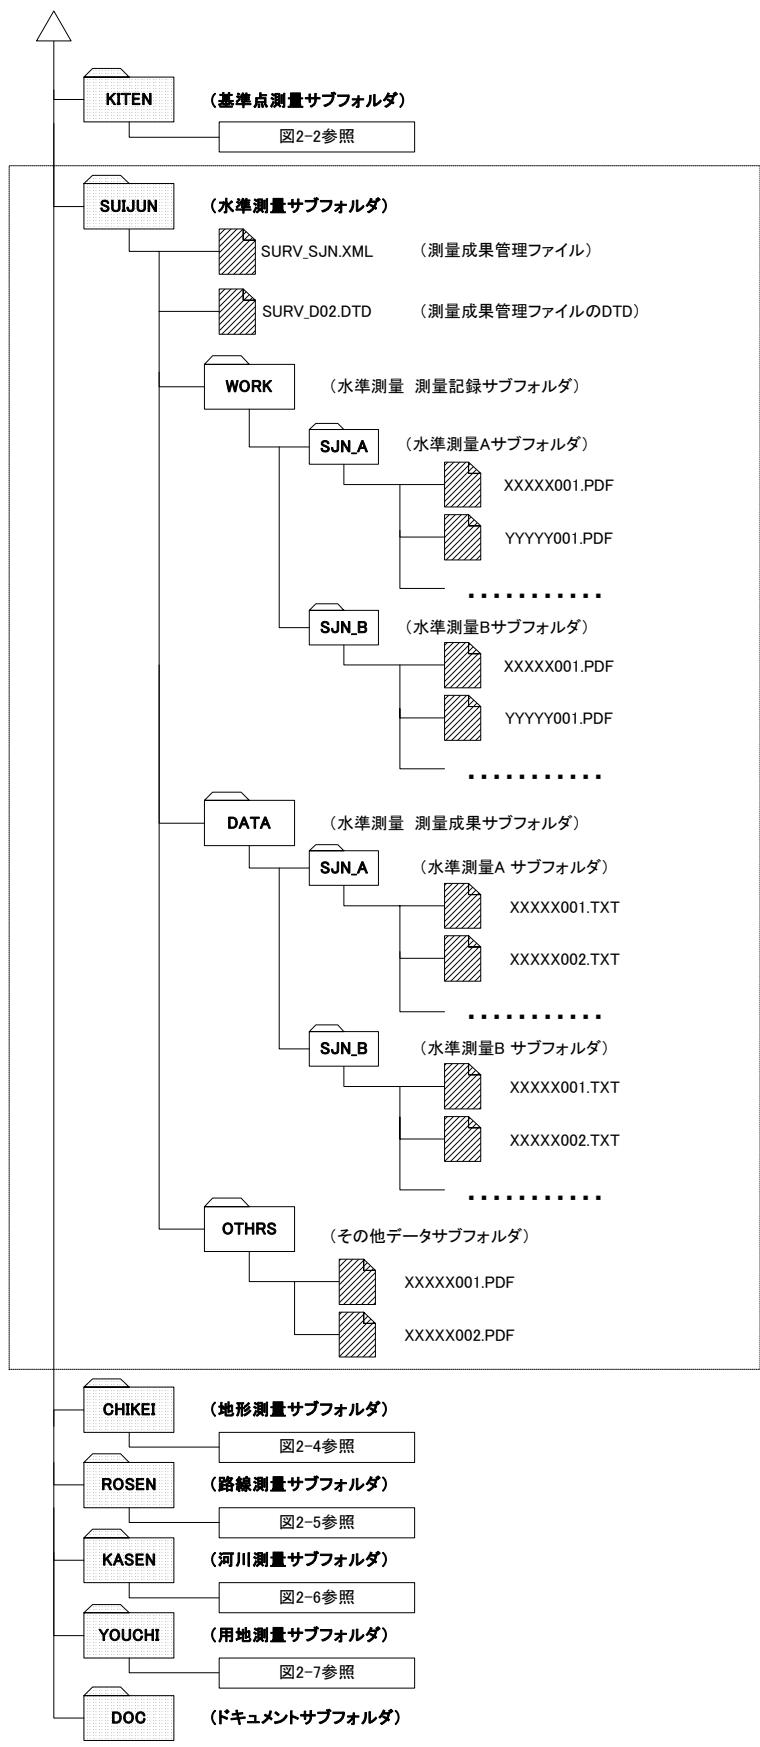 KITEN （基準点測量サブフォルダ）
図2-2参照
SUIJUN （水準測量サブフォルダ）
SURV_SJN.XML （測量成果管理ファイル）
SURV_D02.DTD （測量成果管理ファイルのDTD）
WORK （水準測量 測量記録サブフォルダ）
SJN_A （水準測量Aサブフォルダ）
XXXXX001.PDF
YYYYY001.PDF
...........
SJN_B （水準測量Bサブフォルダ）
XXXXX001.PDF
YYYYY001.PDF
...........
DATA （水準測量 測量成果サブフォルダ）
SJN_A （水準測量A サブフォルダ）
XXXXX001.TXT
XXXXX002.TXT
...........
SJN_B （水準測量B サブフォルダ）
XXXXX001.TXT
XXXXX002.TXT
...........
OTHRS （その他データサブフォルダ）
XXXXX001.PDF
XXXXX002.PDF
CHIKEI （地形測量サブフォルダ）
図2-4参照
ROSEN （路線測量サブフォルダ）
図2-5参照
KASEN （河川測量サブフォルダ）
図2-6参照
YOUCHI （用地測量サブフォルダ）
図2-7参照
DOC （ドキュメントサブフォルダ）